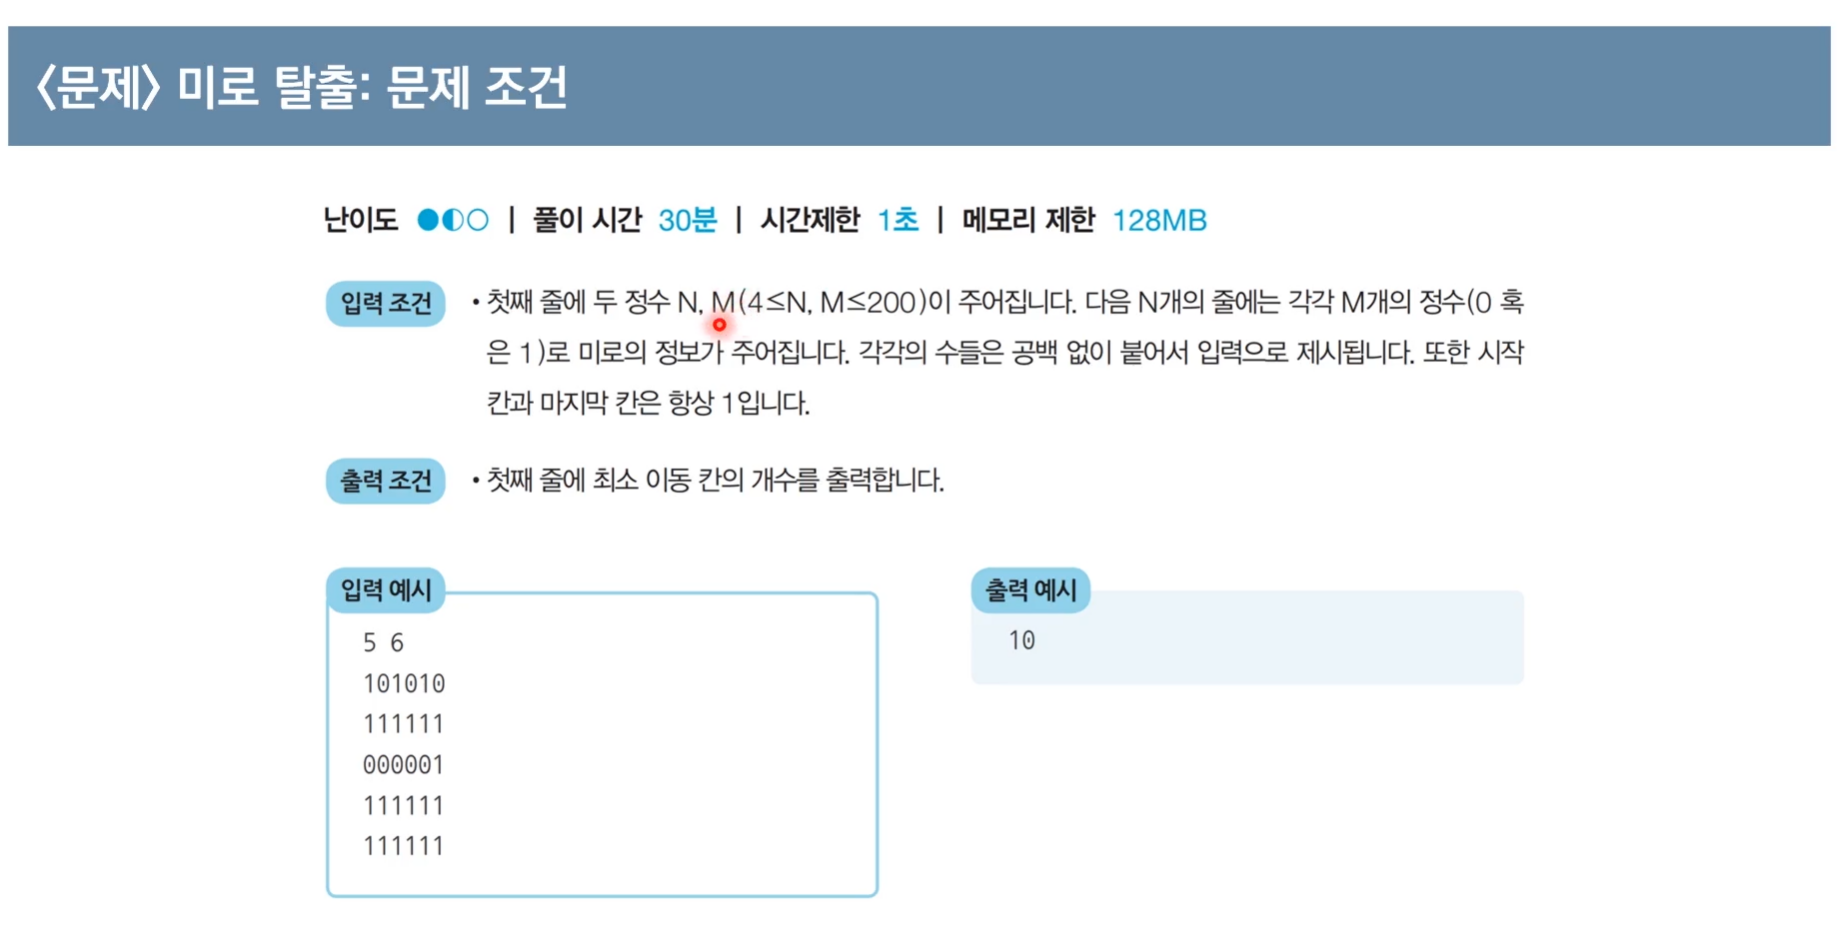 〈문제〉 미로 탈출: 문제 조건
난이도 ●◐○ | 풀이 시간 30분 | 시간제한 1초 | 메모리 제한 128MB
입력 조건 • 첫째 줄에 두 정수 N, M(4≤N, M≤200)이 주어집니다. 다음 N개의 줄에는 각각 M개의 정수(0 혹
은 1)로 미로의 정보가 주어집니다. 각각의 수들은 공백 없이 붙어서 입력으로 제시됩니다. 또한 시작
칸과 마지막 칸은 항상 1입니다.
출력 조건 • 첫째 줄에 최소 이동 칸의 개수를 출력합니다.
입력 예시
5 6
101010
111111
000001
111111
111111
출력 예시
10